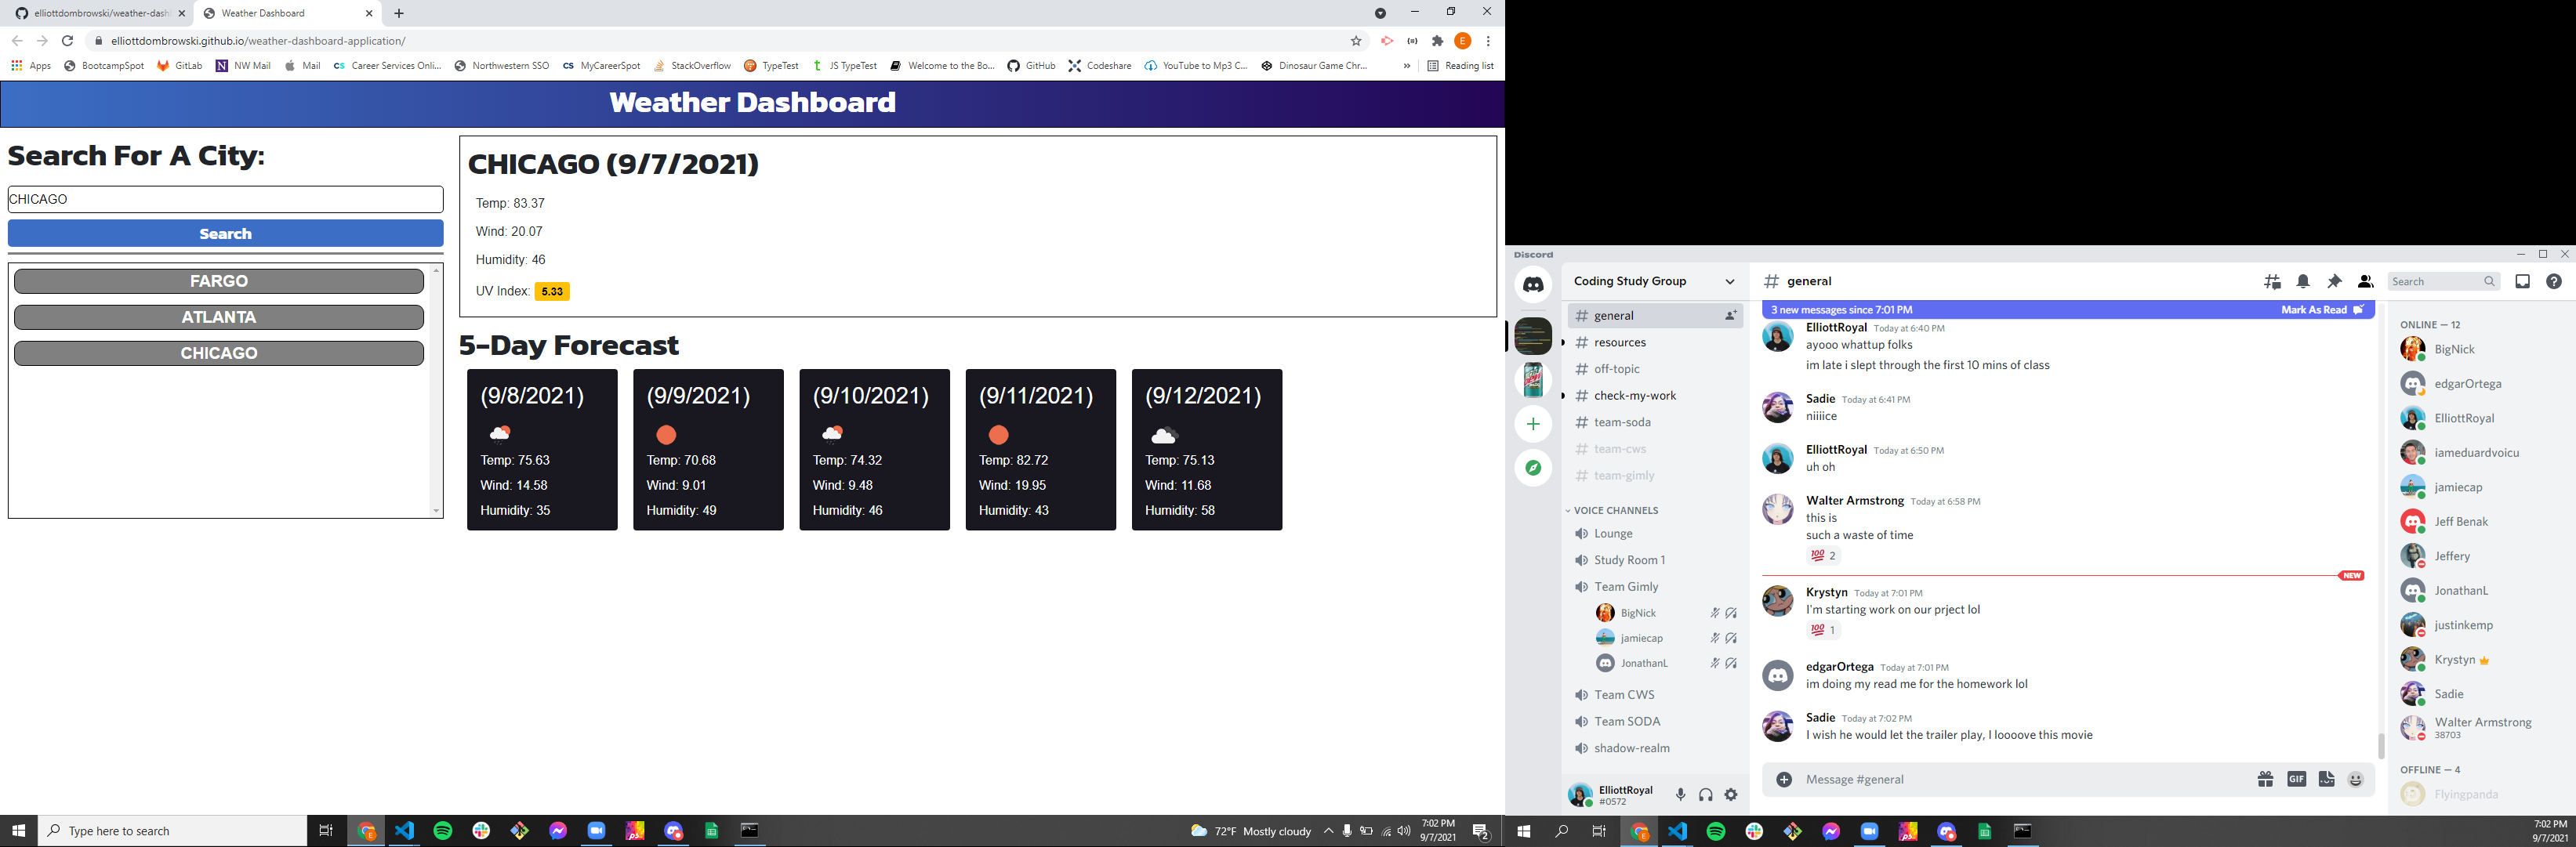 elliottdombrowski/weather-dash
Weather Dashboard
elliottdombrowski.github.io/weather-dashboard-application/
E
Apps
BootcampSpot
GitLab
N
NW Mail
Mail
cs
Career Services Onli...
Northwestern SSO
CS
MyCareerSpot
StackOverflow
TypeTest
t
JS TypeTest
Welcome to the Bo...
GitHub
Codeshare
YouTube to Mp3 C...
Dinosaur Game Chr...
»
Reading list
Weather Dashboard
Search For A City:
CHICAGO
Search
FARGO
ATLANTA
CHICAGO
CHICAGO (9/7/2021)
Temp: 83.37
Wind: 20.07
Humidity: 46
UV Index: 5.33
5-Day Forecast
(9/8/2021)
Temp: 75.63
Wind: 14.58
Humidity: 35
(9/9/2021)
Temp: 70.68
Wind: 9.01
Humidity: 49
(9/10/2021)
Temp: 74.32
Wind: 9.48
Humidity: 46
(9/11/2021)
Temp: 82.72
Wind: 19.95
Humidity: 43
(9/12/2021)
Temp: 75.13
Wind: 11.68
Humidity: 58
Type here to search
72°F Mostly cloudy
7:02 PM
9/7/2021
2
Discord
Coding Study Group
# general
# resources
# off-topic
# check-my-work
# team-soda
# team-cws
# team-gimly
VOICE CHANNELS
Lounge
Study Room 1
Team Gimly
BigNick
jamiecap
JonathanL
Team CWS
Team SODA
shadow-realm
ElliottRoyal
#0572
# general
Search
3 new messages since 7:01 PM
Mark As Read
ElliottRoyal Today at 6:40 PM
ayooo whattup folks
im late i slept through the first 10 mins of class
Sadie Today at 6:41 PM
niiiice
ElliottRoyal Today at 6:50 PM
uh oh
Walter Armstrong Today at 6:58 PM
this is
such a waste of time
100 2
NEW
Krystyn Today at 7:01 PM
I'm starting work on our prject lol
100 1
edgarOrtega Today at 7:01 PM
im doing my read me for the homework lol
Sadie Today at 7:02 PM
I wish he would let the trailer play, I loooove this movie
Message #general
GIF
ONLINE — 12
BigNick
edgarOrtega
ElliottRoyal
iameduardvoicu
jamiecap
Jeff Benak
Jeffery
JonathanL
justinkemp
Krystyn
Sadie
Walter Armstrong
38703
OFFLINE — 4
Flyingpanda
7:02 PM
9/7/2021